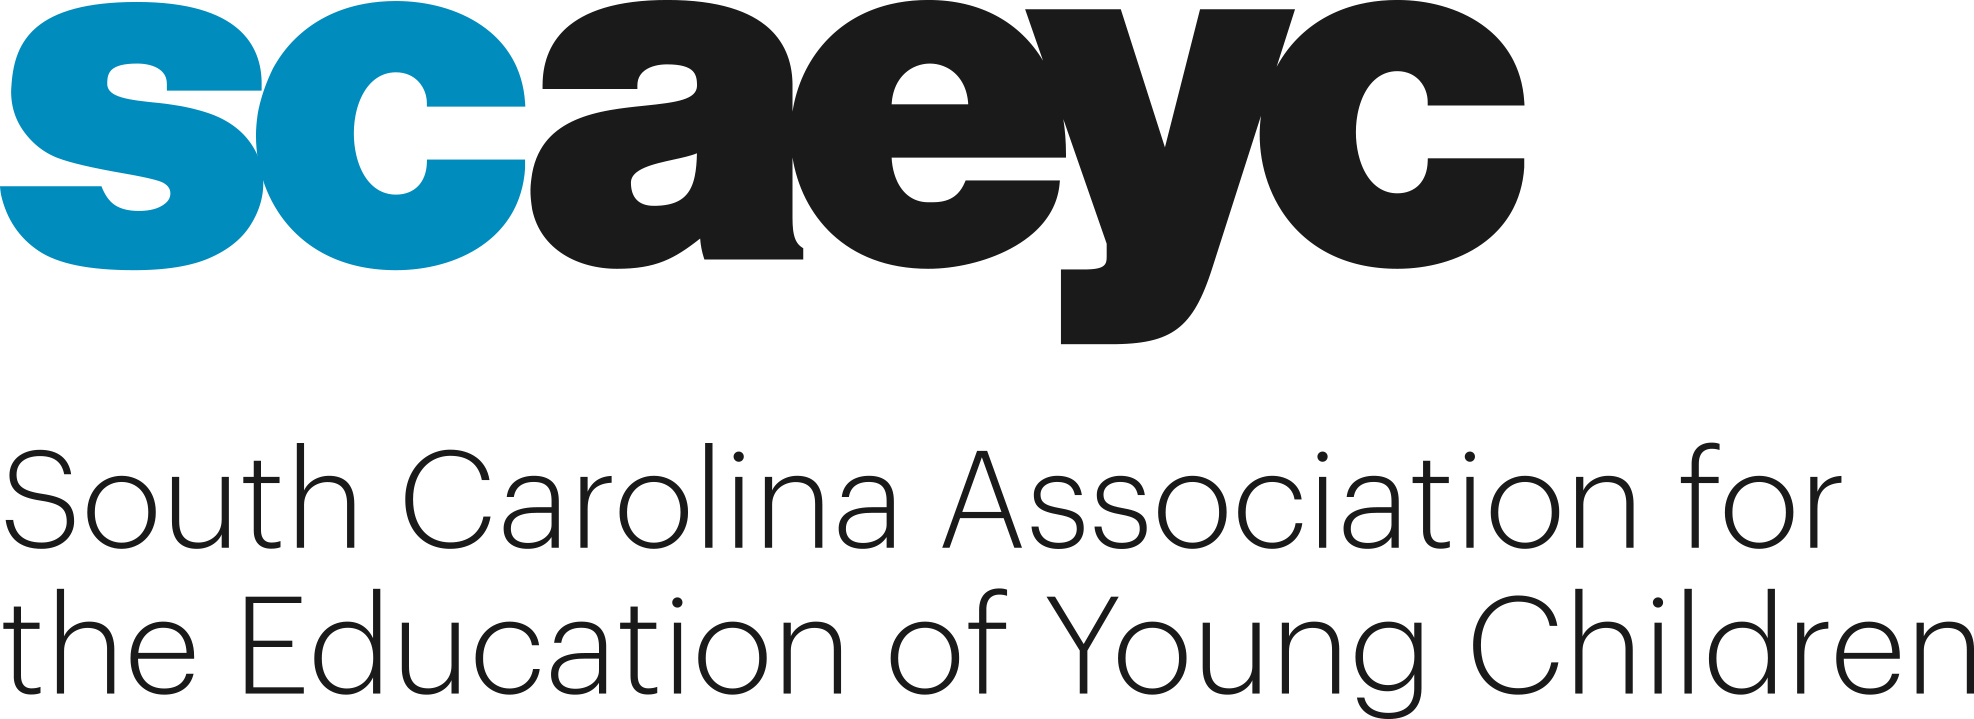 scaeyc
South Carolina Association for
the Education of Young Children